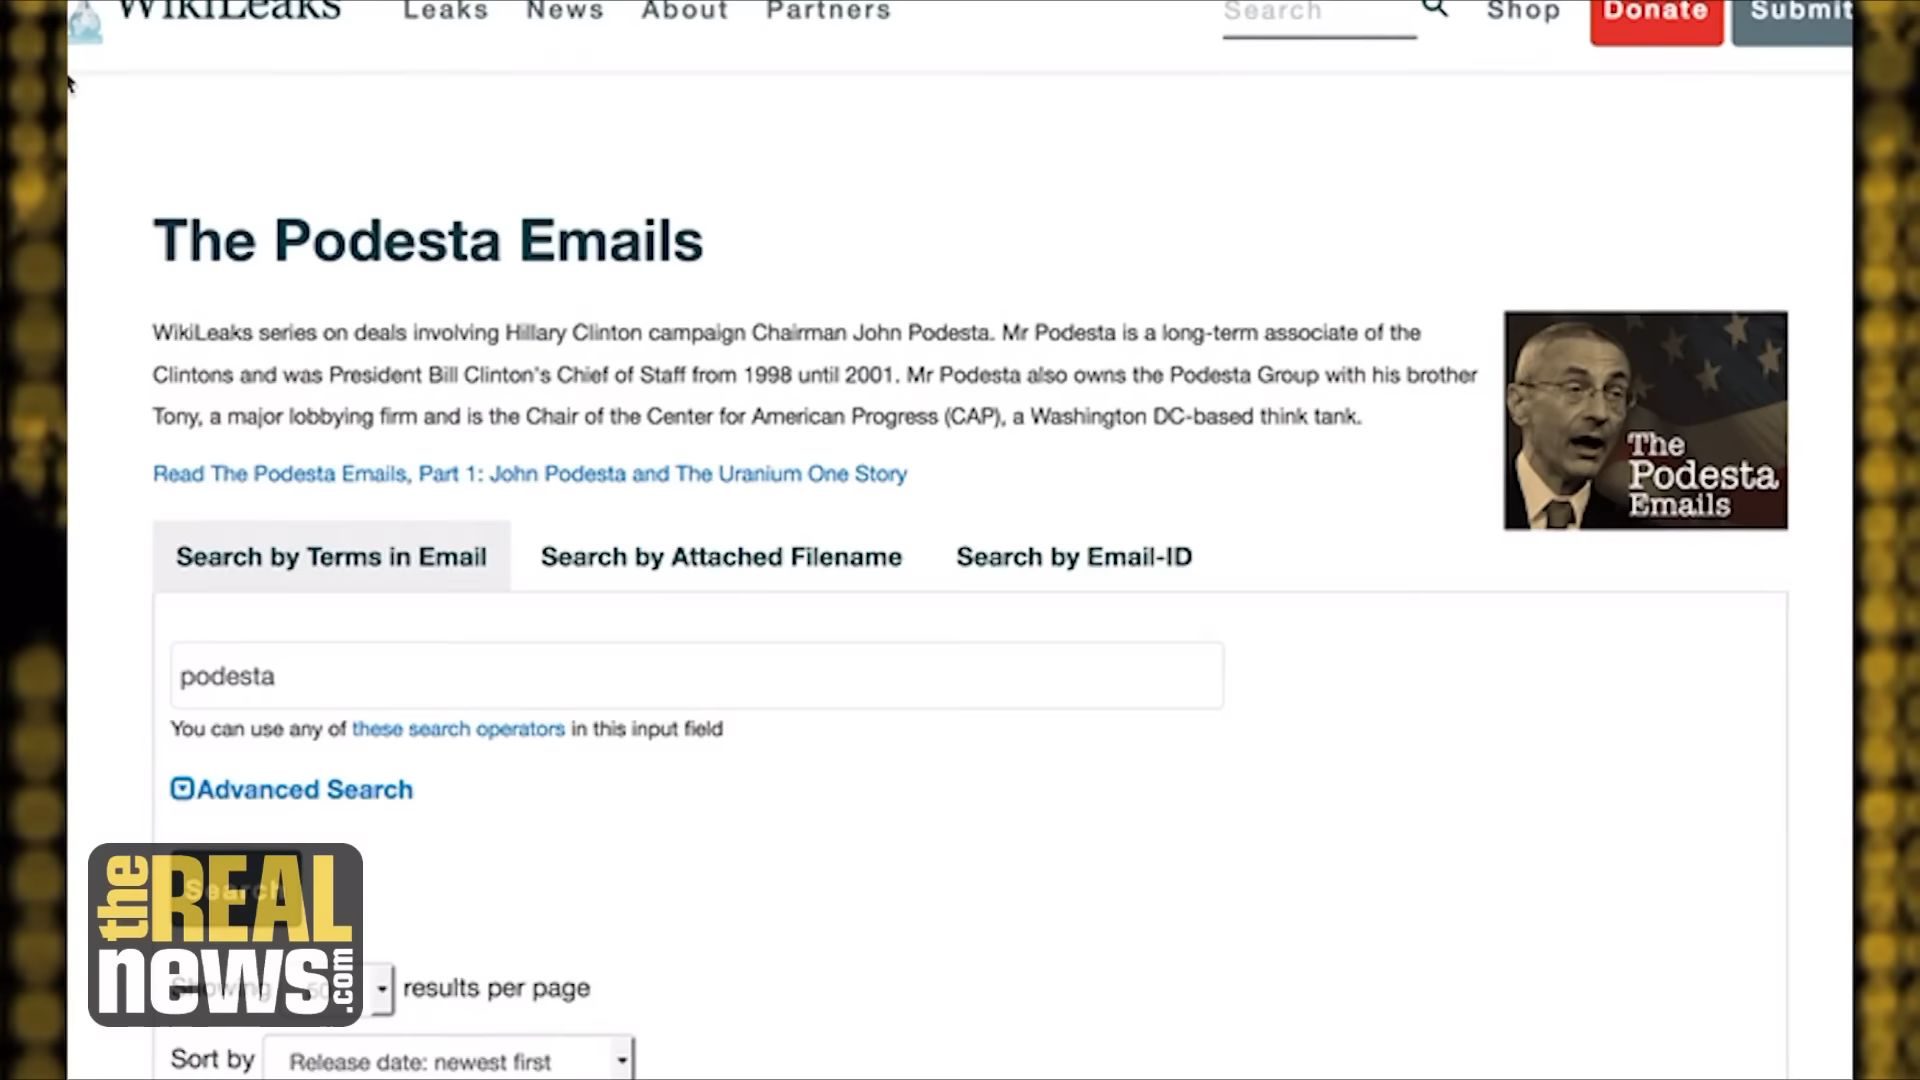 WikiLeaks
Leaks News About Partners
Search
Shop
Donate
Submit
The Podesta Emails
WikiLeaks series on deals involving Hillary Clinton campaign Chairman John Podesta. Mr Podesta is a long-term associate of the
Clintons and was President Bill Clinton's Chief of Staff from 1998 until 2001. Mr Podesta also owns the Podesta Group with his brother
Tony, a major lobbying firm and is the Chair of the Center for American Progress (CAP), a Washington DC-based think tank.
The
Podesta
Emails
Read The Podesta Emails, Part 1: John Podesta and The Uranium One Story
Search by Terms in Email Search by Attached Filename Search by Email-ID
podesta
You can use any of these search operators in this input field
Advanced Search
Search
the REAL
news.com
Showing 50 results per page
Sort by Release date: newest first